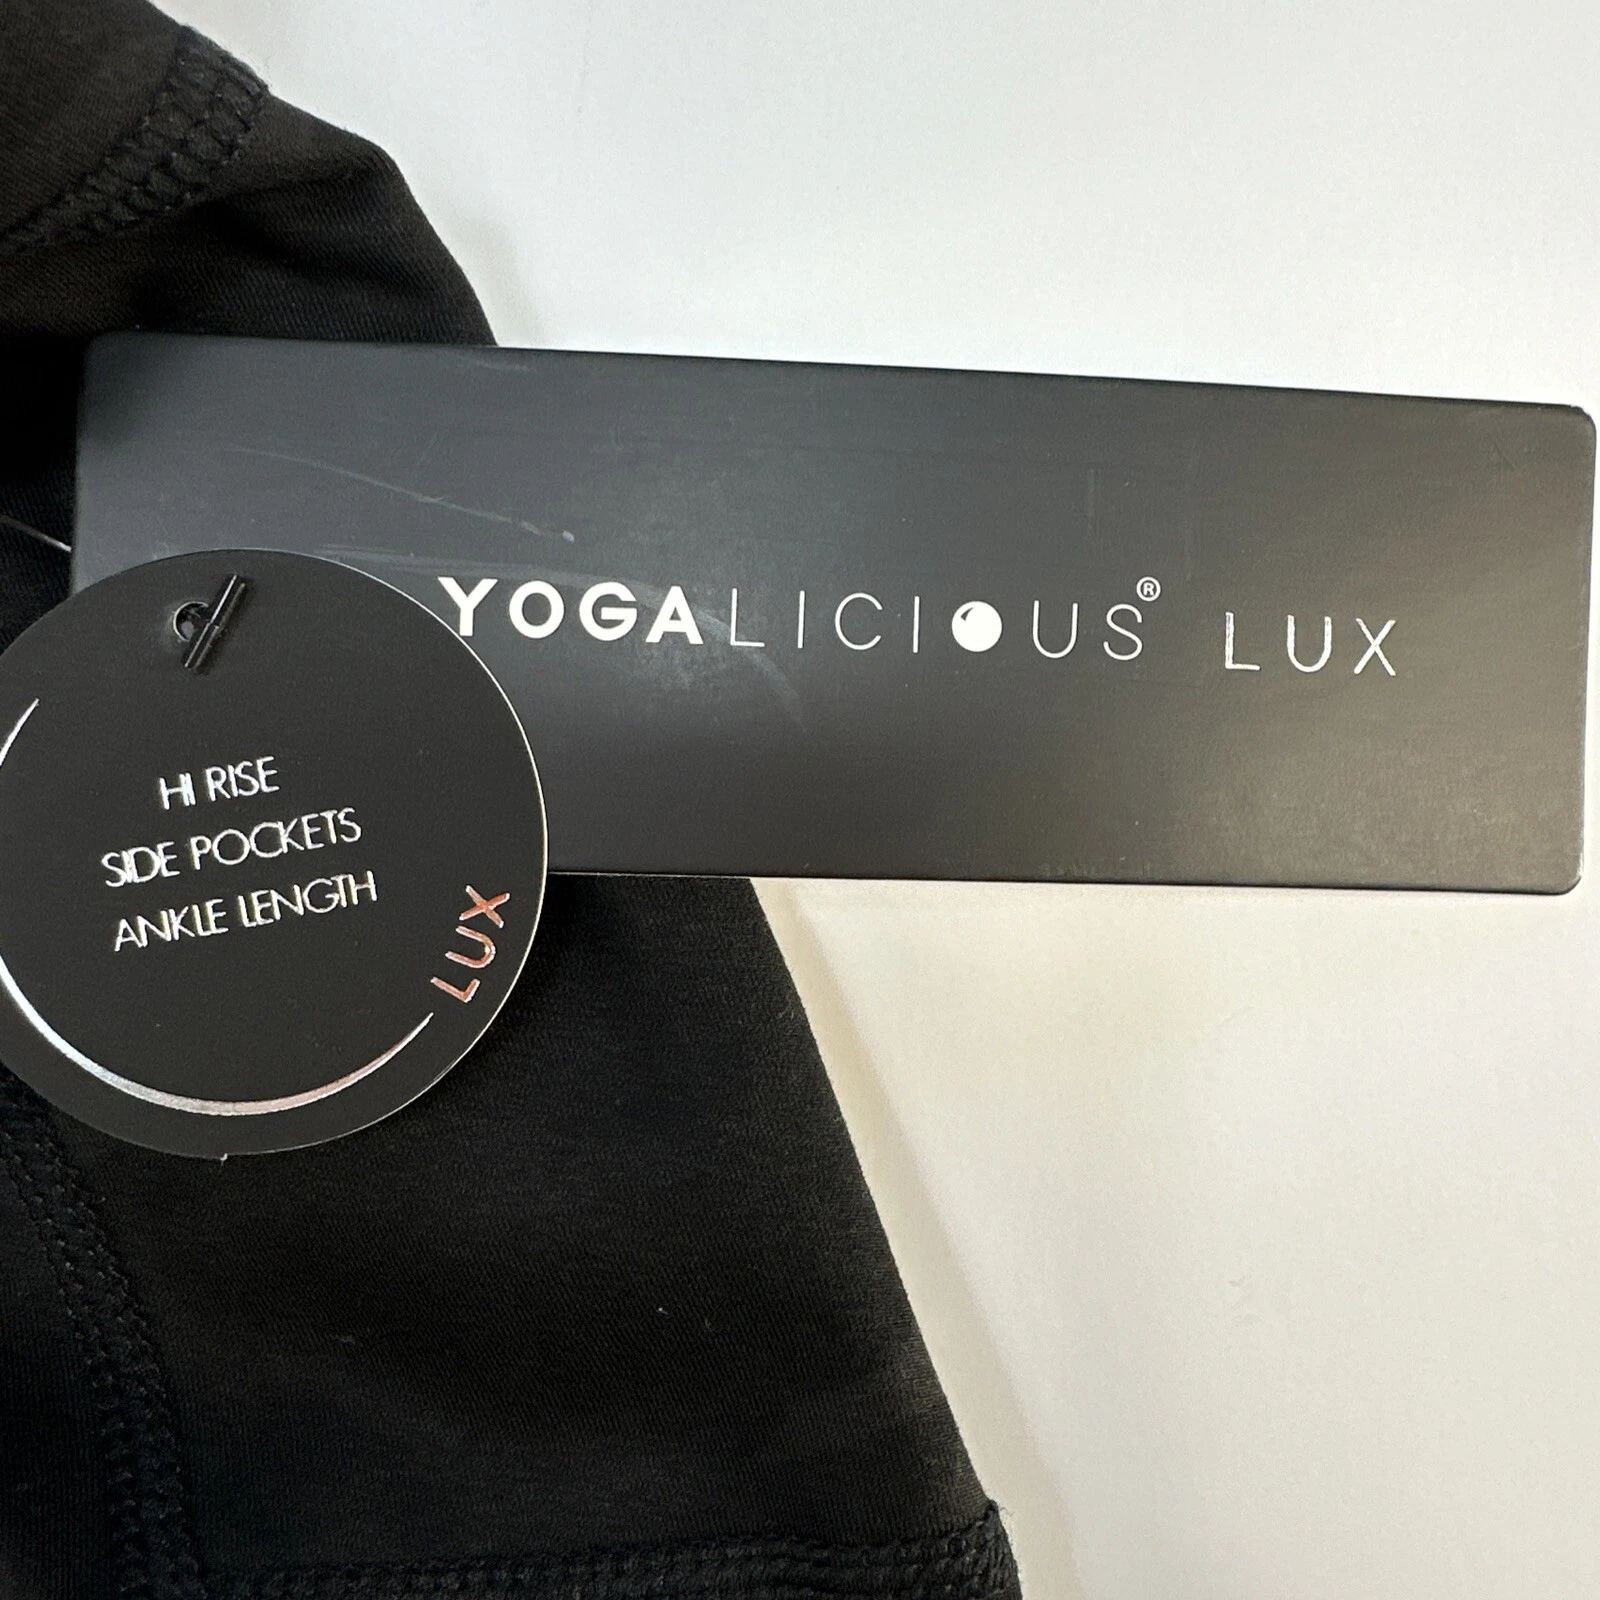 YOGALICIOUS® LUX
HI RISE
SIDE POCKETS
ANKLE LENGTH
LUX